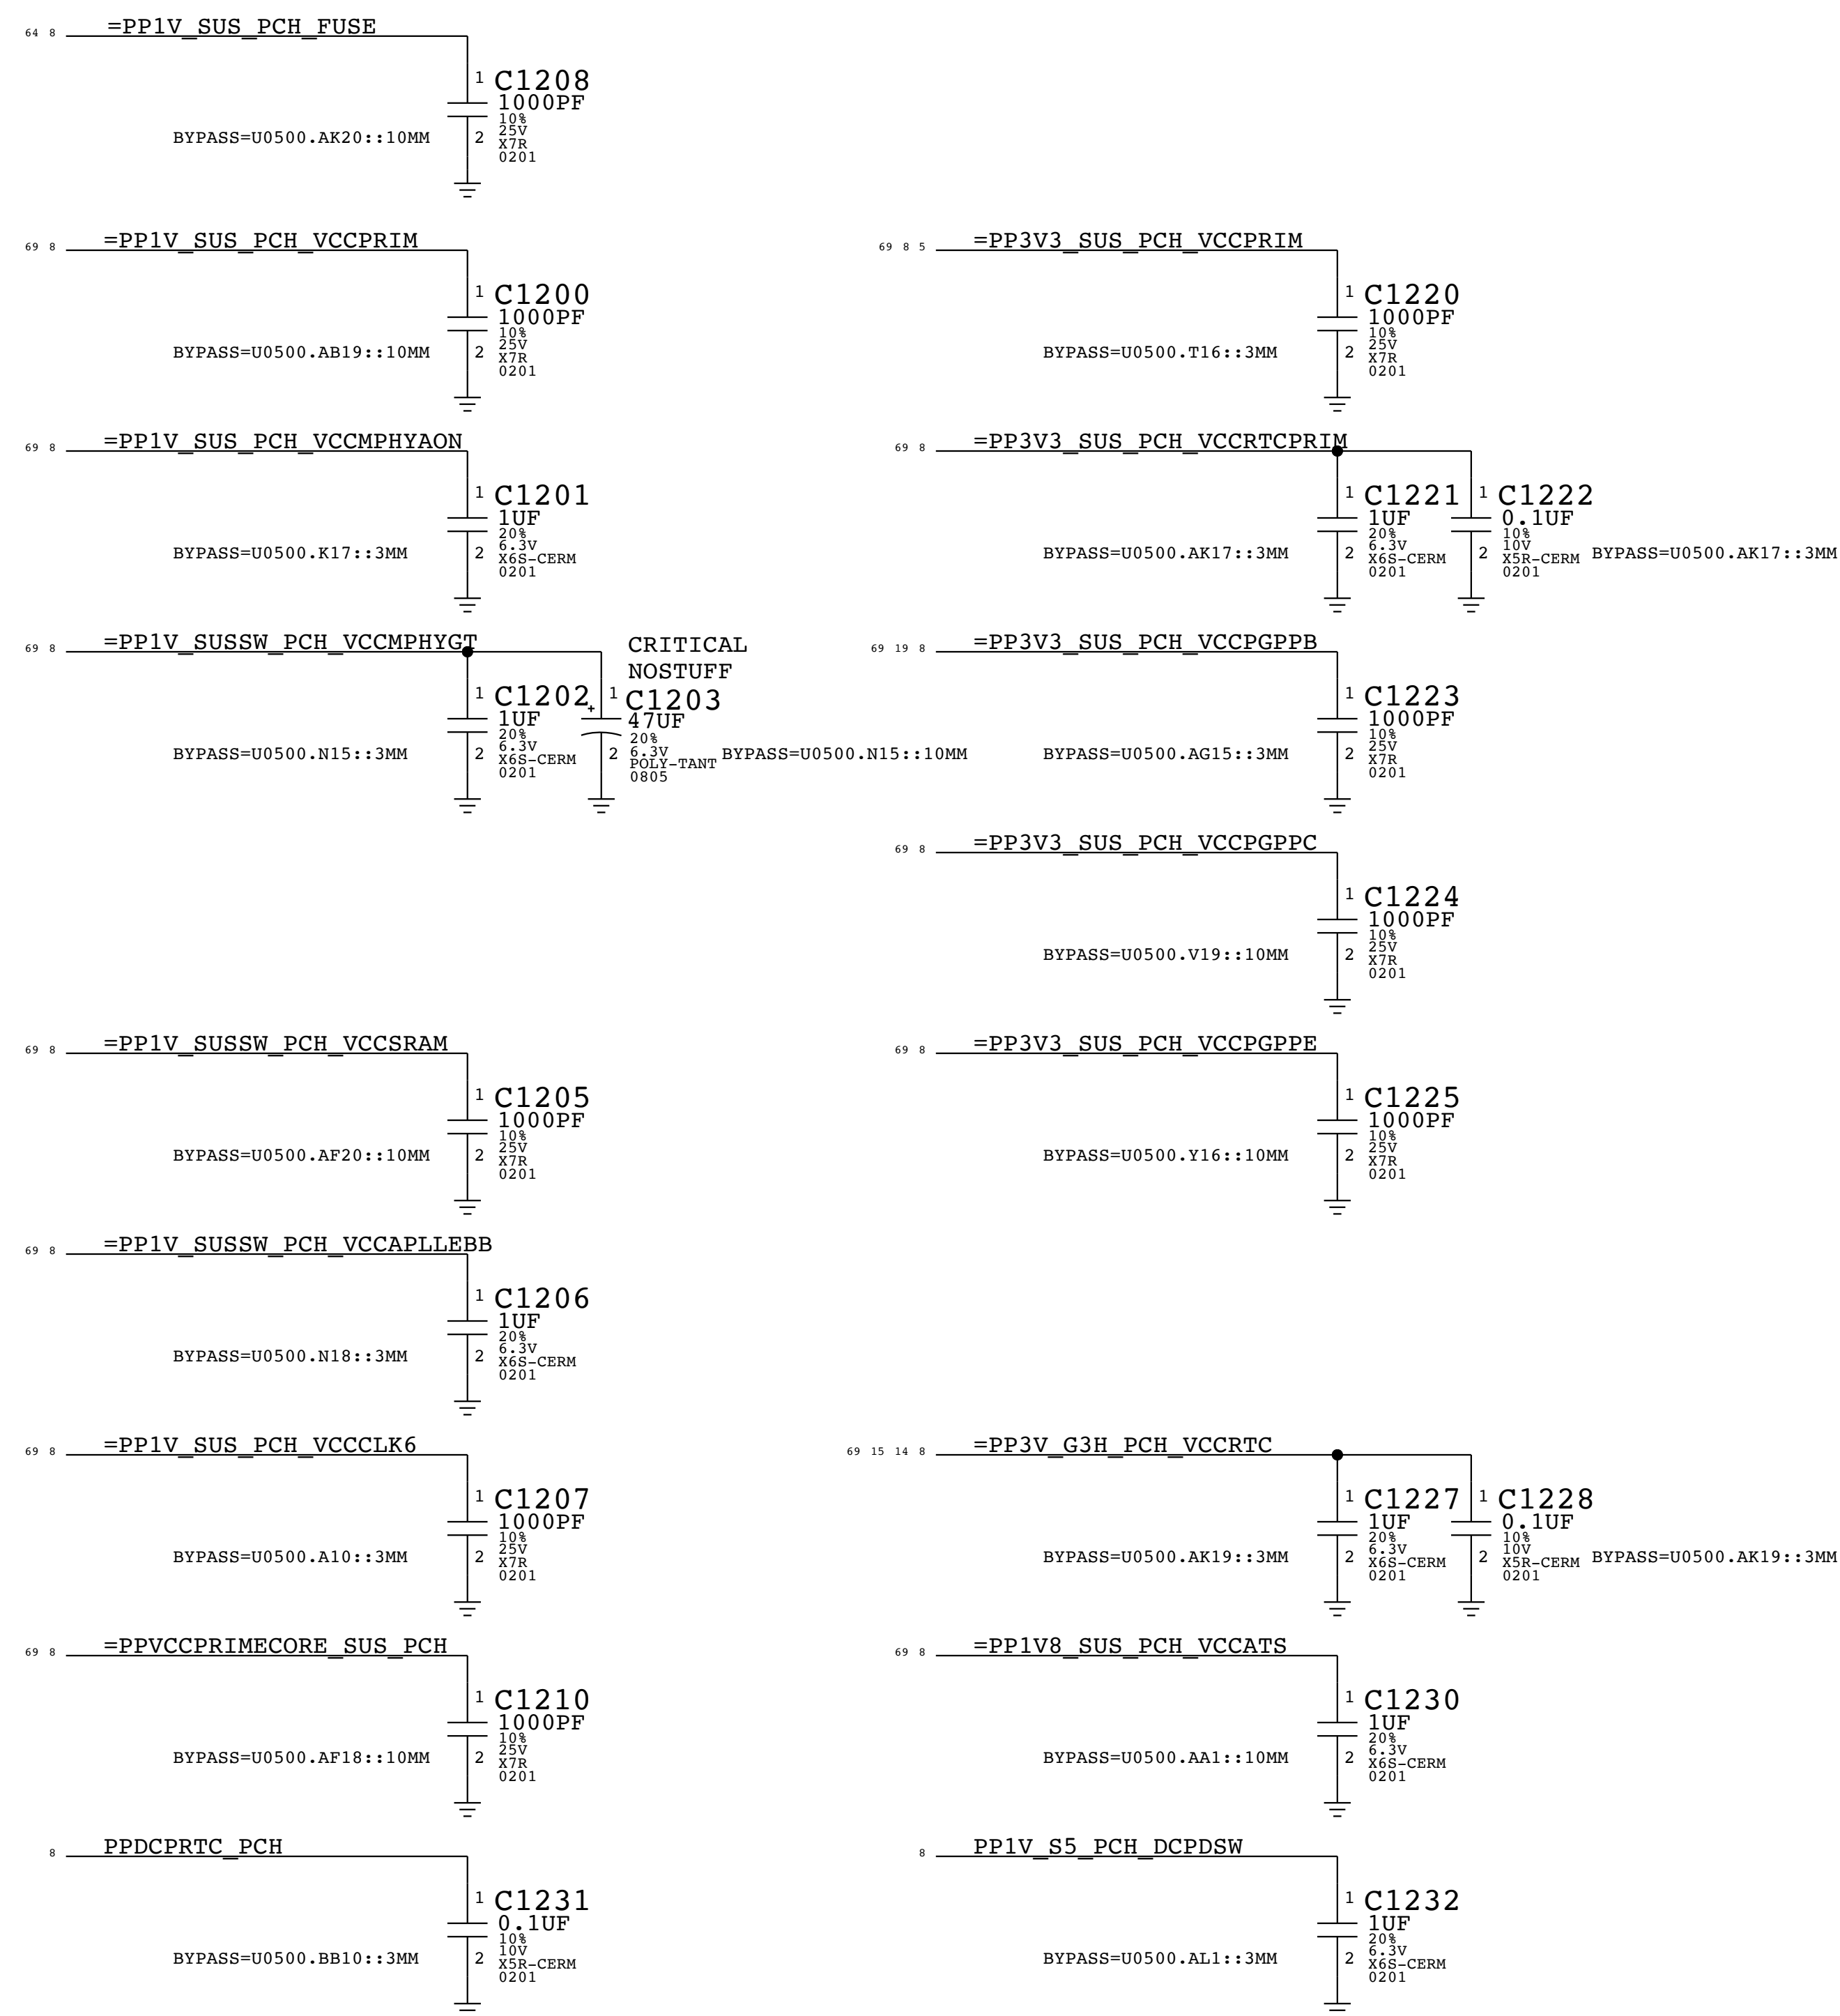 64 8 =PP1V_SUS_PCH_FUSE
1 C1208
1000PF
10%
25V
X7R
0201
2
BYPASS=U0500.AK20::10MM
69 8 =PP1V_SUS_PCH_VCCPRIM
1 C1200
1000PF
10%
25V
X7R
0201
2
BYPASS=U0500.AB19::10MM
69 8 5 =PP3V3_SUS_PCH_VCCPRIM
1 C1220
1000PF
10%
25V
X7R
0201
2
BYPASS=U0500.T16::3MM
69 8 =PP1V_SUS_PCH_VCCMPHYAON
1 C1201
1UF
20%
6.3V
X6S-CERM
0201
2
BYPASS=U0500.K17::3MM
69 8 =PP3V3_SUS_PCH_VCCRTCPRIM
1 C1221
1UF
20%
6.3V
X6S-CERM
0201
2
BYPASS=U0500.AK17::3MM
1 C1222
0.1UF
10%
10V
X5R-CERM
0201
2
BYPASS=U0500.AK17::3MM
69 8 =PP1V_SUSSW_PCH_VCCMPHYGT
1 C1202
1UF
20%
6.3V
X6S-CERM
0201
2
BYPASS=U0500.N15::3MM
CRITICAL
NOSTUFF
1 C1203
+
47UF
20%
6.3V
POLY-TANT
0805
2
BYPASS=U0500.N15::10MM
69 19 8 =PP3V3_SUS_PCH_VCCPGPPB
1 C1223
1000PF
10%
25V
X7R
0201
2
BYPASS=U0500.AG15::3MM
69 8 =PP3V3_SUS_PCH_VCCPGPPC
1 C1224
1000PF
10%
25V
X7R
0201
2
BYPASS=U0500.V19::10MM
69 8 =PP1V_SUSSW_PCH_VCCSRAM
1 C1205
1000PF
10%
25V
X7R
0201
2
BYPASS=U0500.AF20::10MM
69 8 =PP3V3_SUS_PCH_VCCPGPPE
1 C1225
1000PF
10%
25V
X7R
0201
2
BYPASS=U0500.Y16::10MM
69 8 =PP1V_SUSSW_PCH_VCCAPLLEBB
1 C1206
1UF
20%
6.3V
X6S-CERM
0201
2
BYPASS=U0500.N18::3MM
69 8 =PP1V_SUS_PCH_VCCCLK6
1 C1207
1000PF
10%
25V
X7R
0201
2
BYPASS=U0500.A10::3MM
69 15 14 8 =PP3V_G3H_PCH_VCCRTC
1 C1227
1UF
20%
6.3V
X6S-CERM
0201
2
BYPASS=U0500.AK19::3MM
1 C1228
0.1UF
10%
10V
X5R-CERM
0201
2
BYPASS=U0500.AK19::3MM
69 8 =PPVCCPRIMECORE_SUS_PCH
1 C1210
1000PF
10%
25V
X7R
0201
2
BYPASS=U0500.AF18::10MM
69 8 =PP1V8_SUS_PCH_VCCATS
1 C1230
1UF
20%
6.3V
X6S-CERM
0201
2
BYPASS=U0500.AA1::10MM
8 PPDCPRTC_PCH
1 C1231
0.1UF
10%
10V
X5R-CERM
0201
2
BYPASS=U0500.BB10::3MM
8 PP1V_S5_PCH_DCPDSW
1 C1232
1UF
20%
6.3V
X6S-CERM
0201
2
BYPASS=U0500.AL1::3MM